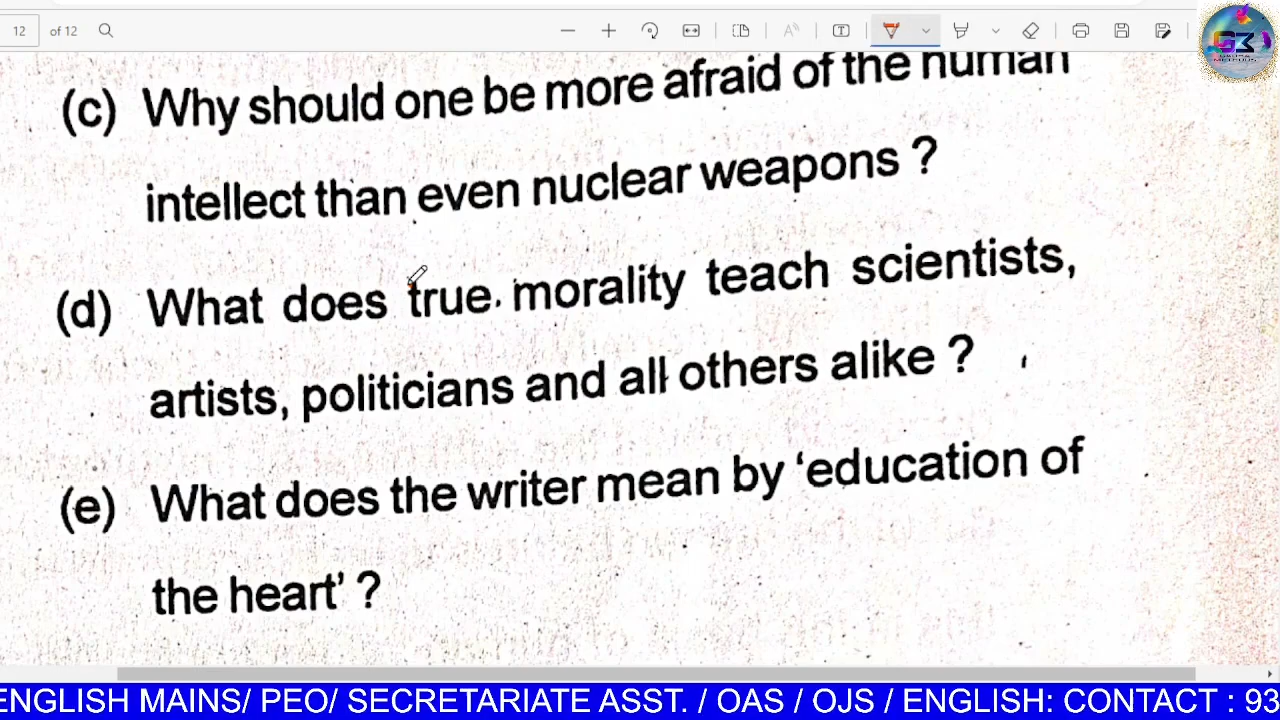 12 of 12
(c) Why should one be more afraid of the human
intellect than even nuclear weapons ?
(d) What does true morality teach scientists,
artists, politicians and all others alike ?
(e) What does the writer mean by ‘education of
the heart’ ?
ENGLISH MAINS/ PEO/ SECRETARIATE ASST. / OAS / OJS / ENGLISH: CONTACT : 93